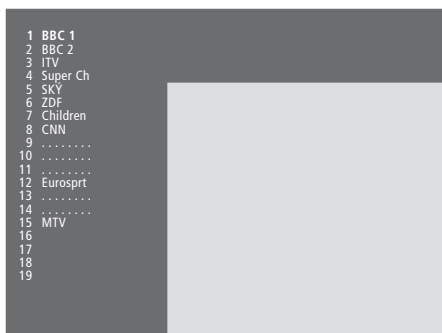 1 BBC 1
2 BBC 2
3 ITV
4 Super Ch
5 SKÝ
6 ZDF
7 Children
8 CNN
9 . . . . . . . .
10 . . . . . . . .
11 . . . . . . . .
12 Eurosprt
13 . . . . . . . .
14 . . . . . . . .
15 MTV
16
17
18
19